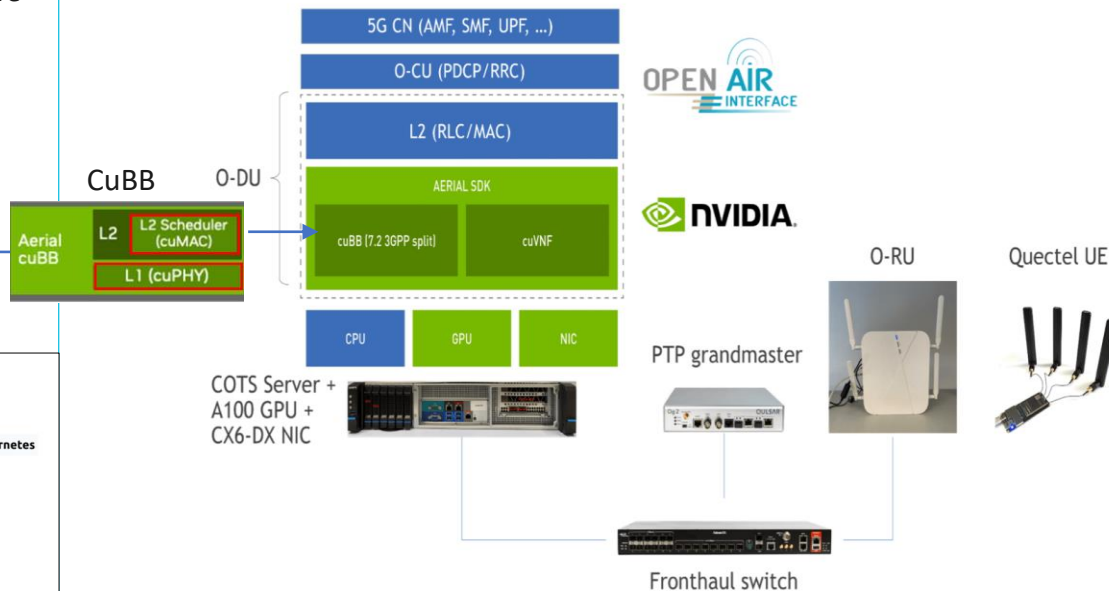 5G CN (AMF, SMF, UPF, ...)
O-CU (PDCP/RRC)
OPEN AIR
INTERFACE
L2 (RLC/MAC)
CuBB
O-DU
AERIAL SDK
cuBB (7.2 3GPP split)
cuVNF
NVIDIA.
Aerial
cuBB
L2
L2 Scheduler
(cuMAC)
L1 (cuPHY)
O-RU
Quectel UE
CPU
GPU
NIC
PTP grandmaster
COTS Server +
A100 GPU +
CX6-DX NIC
rnetes
Fronthaul switch